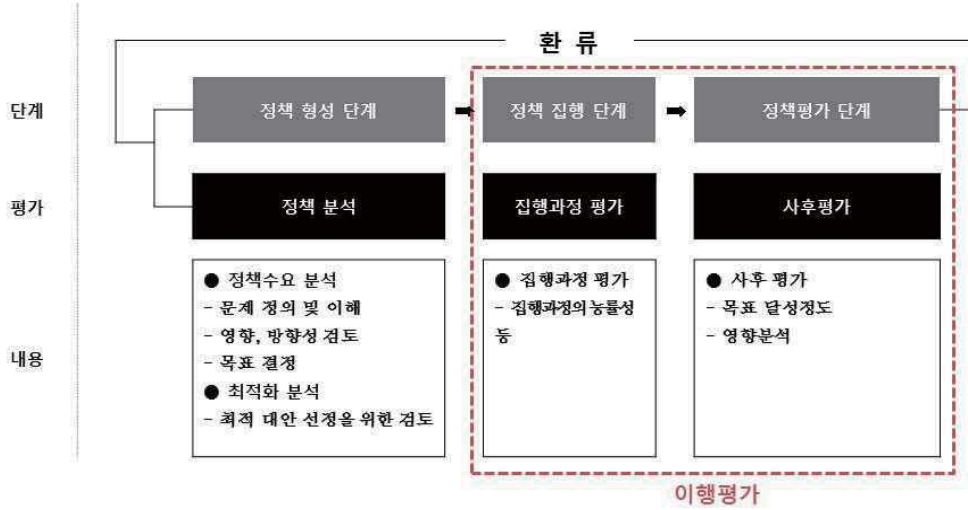 환 류
단계
정책 형성 단계
정책 집행 단계
정책평가 단계
평가
정책 분석
집행과정 평가
사후평가
내용
● 정책수요 분석
- 문제 정의 및 이해
- 영향, 방향성 검토
- 목표 결정
● 최적화 분석
- 최적 대안 선정을 위한 검토
● 집행과정 평가
- 집행과정의 능률성
등
● 사후 평가
- 목표 달성정도
- 영향분석
이행평가